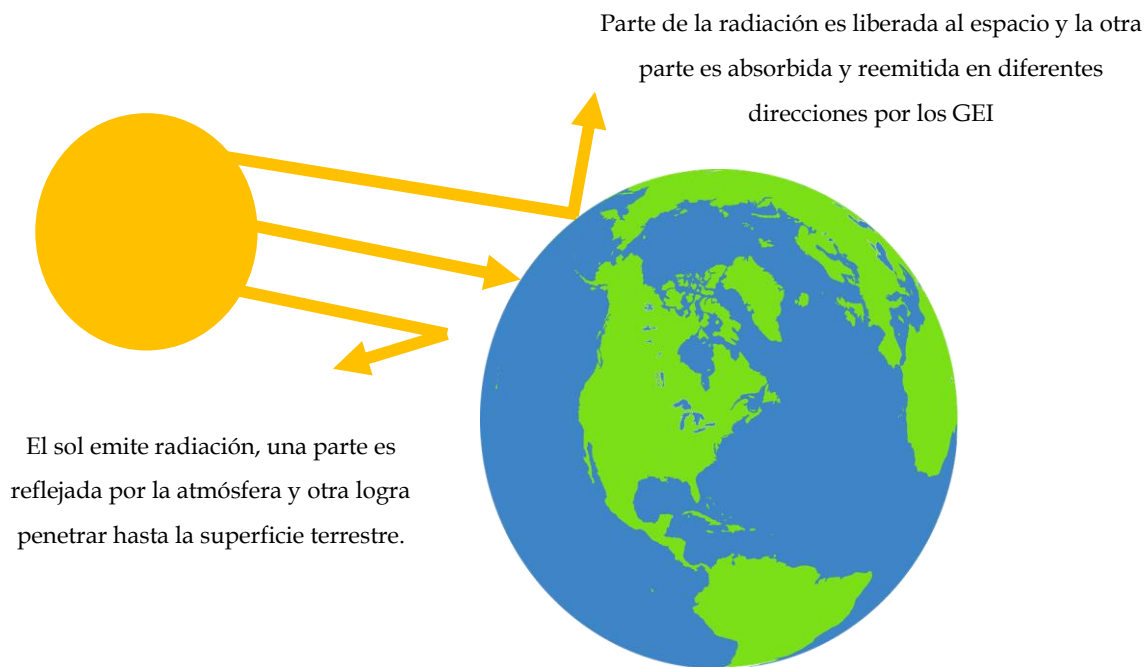 Parte de la radiación es liberada al espacio y la otra
parte es absorbida y reemitida en diferentes
direcciones por los GEI
El sol emite radiación, una parte es
reflejada por la atmósfera y otra logra
penetrar hasta la superficie terrestre.